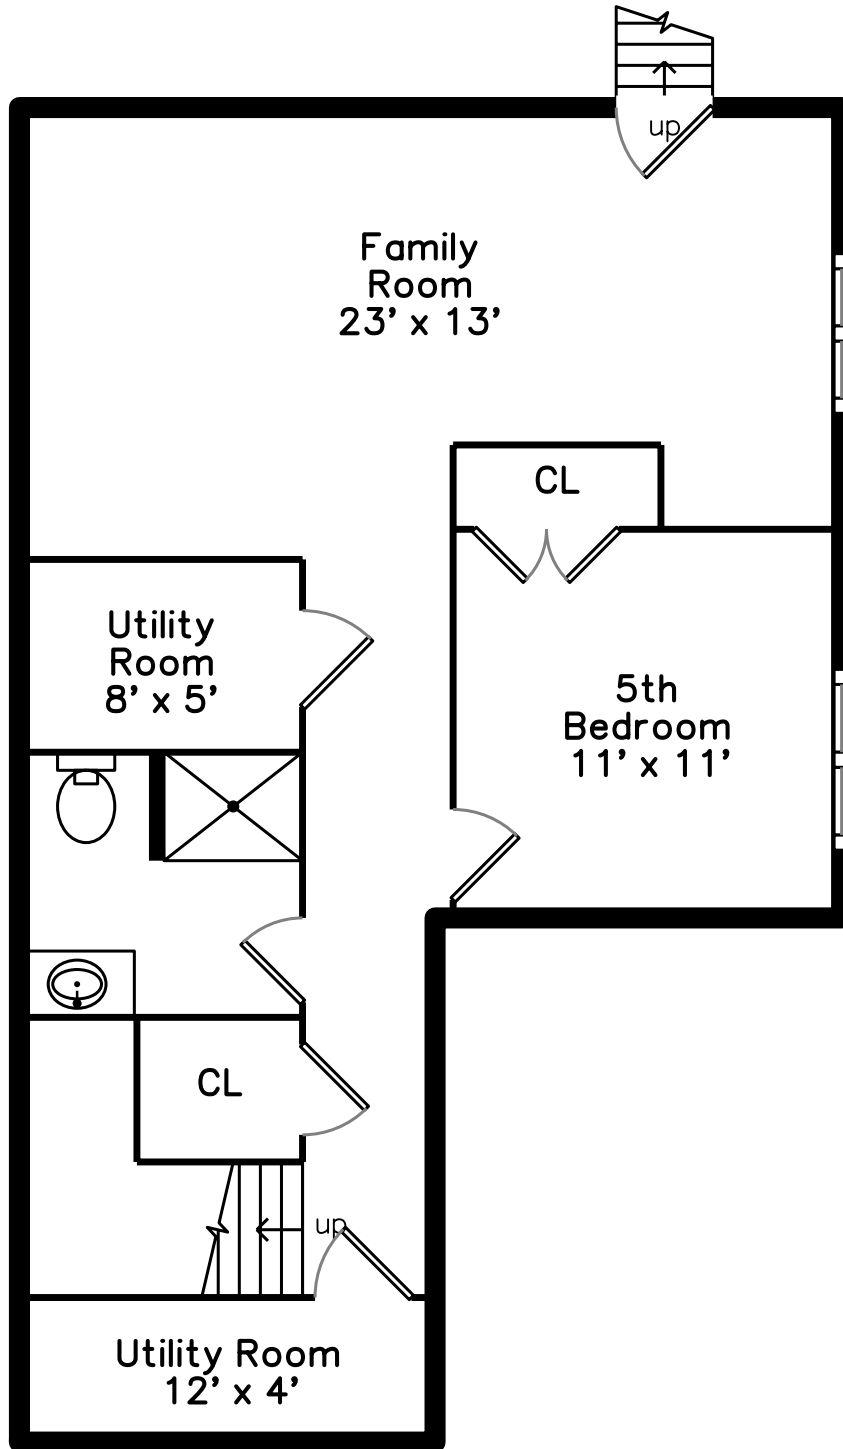 up
Family
Room
23' x 13'
CL
Utility
Room
8' x 5'
5th
Bedroom
11' x 11'
CL
up
Utility Room
12' x 4'